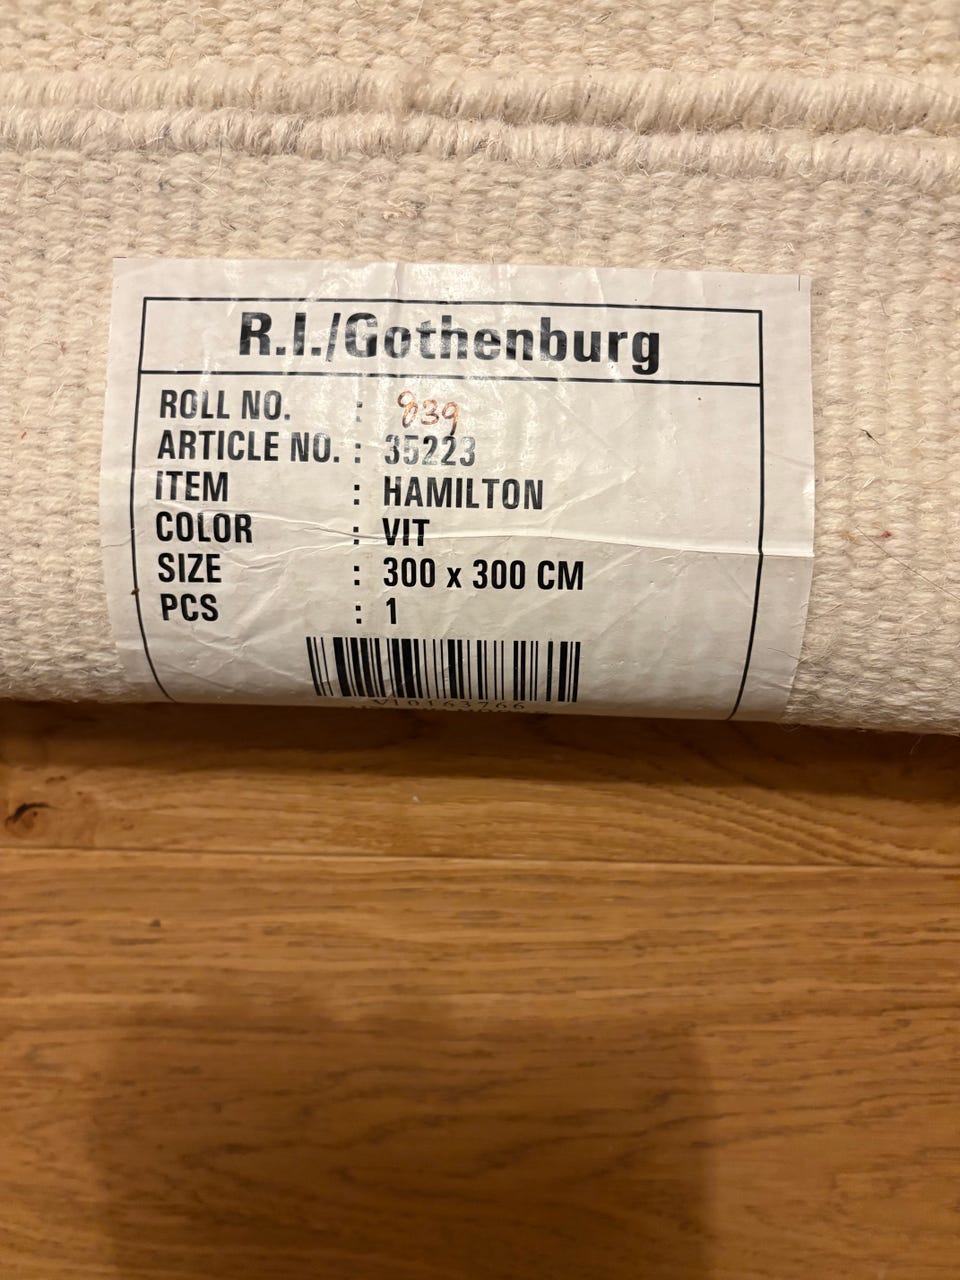 R.I./Gothenburg
ROLL NO. : 839
ARTICLE NO. : 35223
ITEM : HAMILTON
COLOR : VIT
SIZE : 300 x 300 CM
PCS : 1